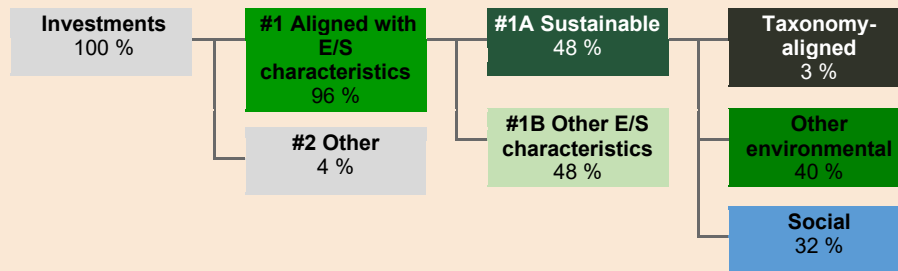 Investments
100 %
#1 Aligned with
E/S
characteristics
96 %
#2 Other
4 %
#1A Sustainable
48 %
#1B Other E/S
characteristics
48 %
Taxonomy-
aligned
3 %
Other
environmental
40 %
Social
32 %